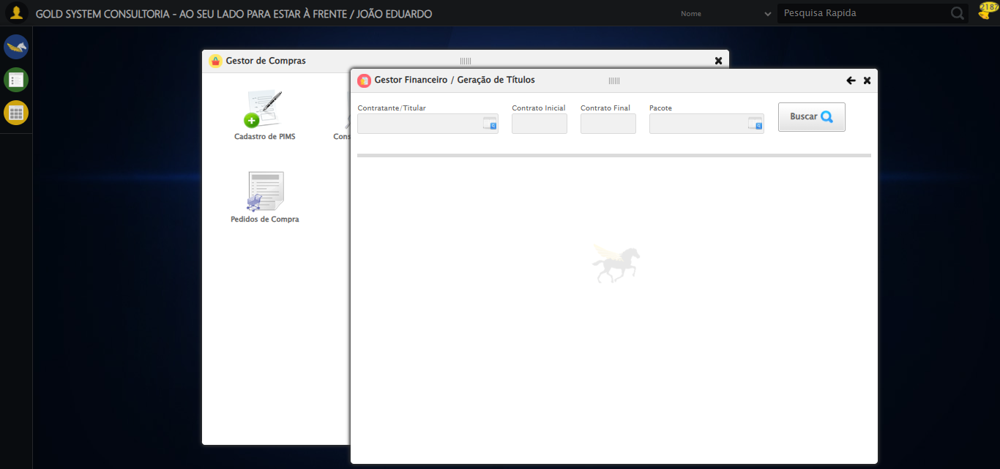 GOLD SYSTEM CONSULTORIA - AO SEU LADO PARA ESTAR À FRENTE / JOÃO EDUARDO
Nome
Pesquisa Rapida
2187
Gestor de Compras
Cadastro de PIMS
Cons
Pedidos de Compra
Gestor Financeiro / Geração de Títulos
Contratante/Titular
Contrato Inicial
Contrato Final
Pacote
Buscar